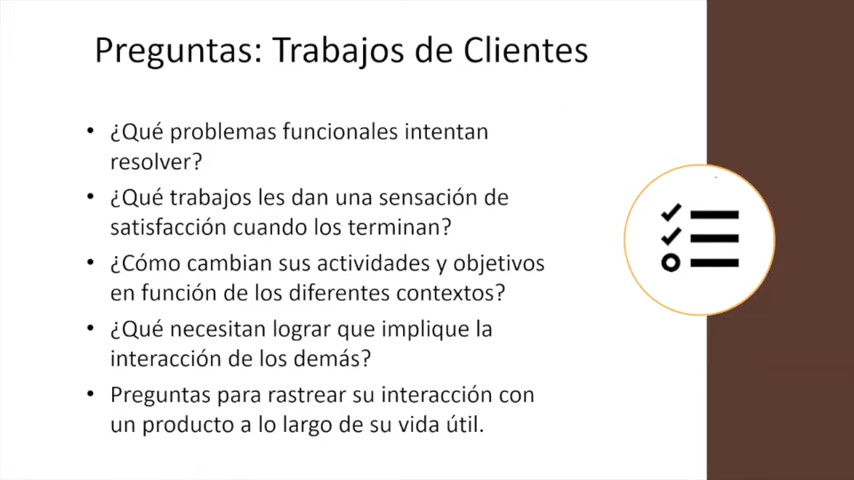 Preguntas: Trabajos de Clientes
• ¿Qué problemas funcionales intentan
resolver?
• ¿Qué trabajos les dan una sensación de
satisfacción cuando los terminan?
• ¿Cómo cambian sus actividades y objetivos
en función de los diferentes contextos?
• ¿Qué necesitan lograr que implique la
interacción de los demás?
• Preguntas para rastrear su interacción con
un producto a lo largo de su vida útil.